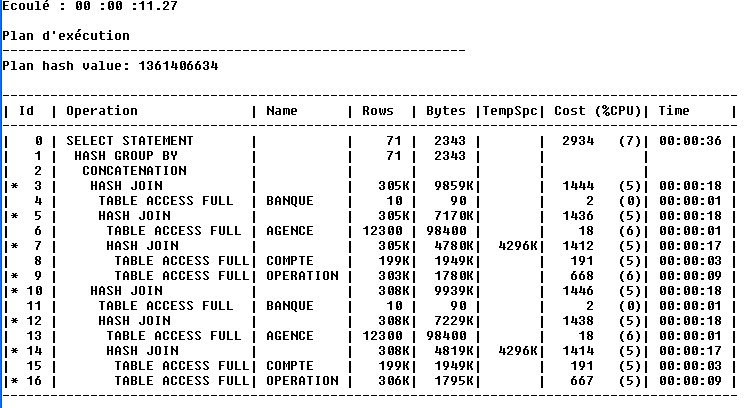 Ecoulé : 00 :00 :11.27
Plan d'exécution
----------------------------------------------------------
Plan hash value: 1361406634
--------------------------------------------------------------------------------------------
| Id | Operation | Name | Rows | Bytes |TempSpc| Cost (%CPU)| Time |
--------------------------------------------------------------------------------------------
| 0 | SELECT STATEMENT | | 71 | 2343 | | 2934 (7)| 00:00:36 |
| 1 | HASH GROUP BY | | 71 | 2343 | | | |
| 2 | CONCATENATION | | | | | | |
|* 3 | HASH JOIN | | 305K| 9859K| | 1444 (5)| 00:00:18 |
| 4 | TABLE ACCESS FULL | BANQUE | 10 | 90 | | 2 (0)| 00:00:01 |
|* 5 | HASH JOIN | | 305K| 7170K| | 1436 (5)| 00:00:18 |
| 6 | TABLE ACCESS FULL | AGENCE | 12300 | 98400 | | 18 (6)| 00:00:01 |
|* 7 | HASH JOIN | | 305K| 4780K| 4296K| 1412 (5)| 00:00:17 |
| 8 | TABLE ACCESS FULL| COMPTE | 199K| 1949K| | 191 (5)| 00:00:03 |
|* 9 | TABLE ACCESS FULL| OPERATION | 303K| 1780K| | 668 (6)| 00:00:09 |
|* 10 | HASH JOIN | | 308K| 9939K| | 1446 (5)| 00:00:18 |
| 11 | TABLE ACCESS FULL | BANQUE | 10 | 90 | | 2 (0)| 00:00:01 |
|* 12 | HASH JOIN | | 308K| 7229K| | 1438 (5)| 00:00:18 |
| 13 | TABLE ACCESS FULL | AGENCE | 12300 | 98400 | | 18 (6)| 00:00:01 |
|* 14 | HASH JOIN | | 308K| 4819K| 4296K| 1414 (5)| 00:00:17 |
| 15 | TABLE ACCESS FULL| COMPTE | 199K| 1949K| | 191 (5)| 00:00:03 |
|* 16 | TABLE ACCESS FULL| OPERATION | 306K| 1795K| | 667 (5)| 00:00:09 |
--------------------------------------------------------------------------------------------